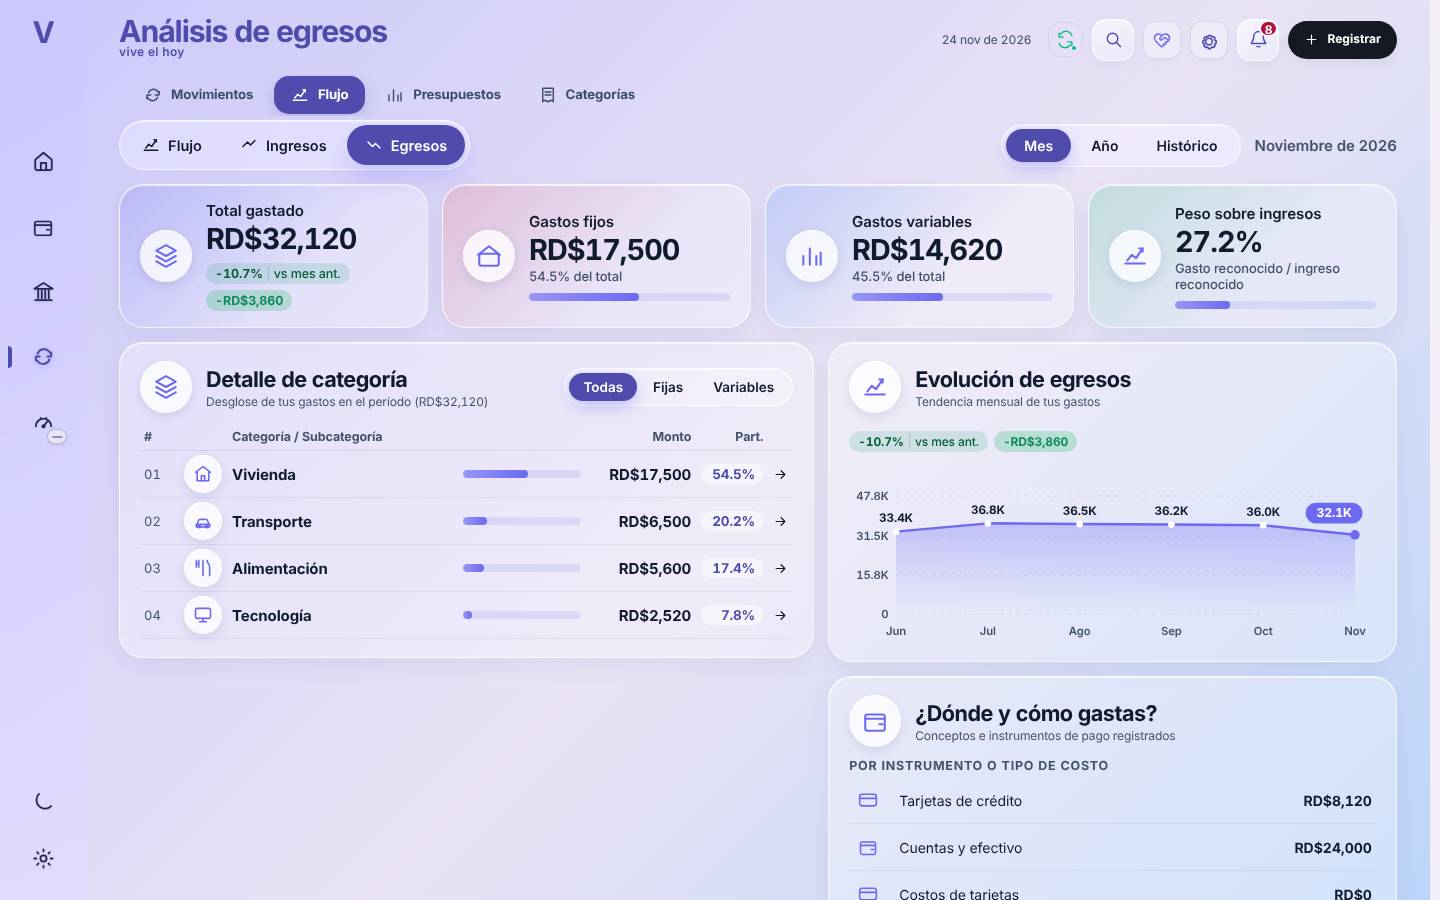 V
Análisis de egresos
vive el hoy
24 nov de 2026
8
Registrar
Movimientos
Flujo
Presupuestos
Categorías
Flujo
Ingresos
Egresos
Mes
Año
Histórico
Noviembre de 2026
Total gastado
RD$32,120
-10.7% vs mes ant.
-RD$3,860
Gastos fijos
RD$17,500
54.5% del total
Gastos variables
RD$14,620
45.5% del total
Peso sobre ingresos
27.2%
Gasto reconocido / ingreso
reconocido
Detalle de categoría
Desglose de tus gastos en el período (RD$32,120)
Todas
Fijas
Variables
# Categoría / Subcategoría Monto Part.
01 Vivienda RD$17,500 54.5% →
02 Transporte RD$6,500 20.2% →
03 Alimentación RD$5,600 17.4% →
04 Tecnología RD$2,520 7.8% →
Evolución de egresos
Tendencia mensual de tus gastos
-10.7% vs mes ant.
-RD$3,860
47.8K
31.5K
15.8K
0
33.4K
36.8K
36.5K
36.2K
36.0K
32.1K
Jun Jul Ago Sep Oct Nov
¿Dónde y cómo gastas?
Conceptos e instrumentos de pago registrados
POR INSTRUMENTO O TIPO DE COSTO
Tarjetas de crédito RD$8,120
Cuentas y efectivo RD$24,000
Costos de tarjetas RD$0